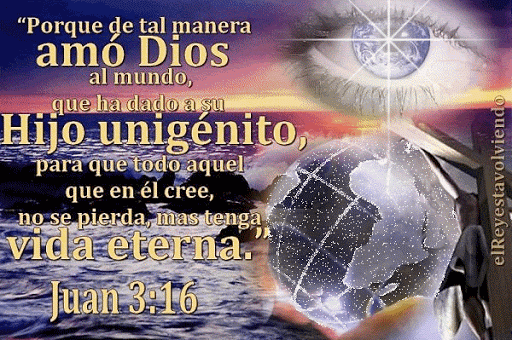 “Porque de tal manera
amó Dios
al mundo,
que ha dado a su
Hijo unigénito,
para que todo aquel
que en él cree,
no se pierda, mas tenga
vida eterna.”
Juan 3:16
elReyestavolviendo